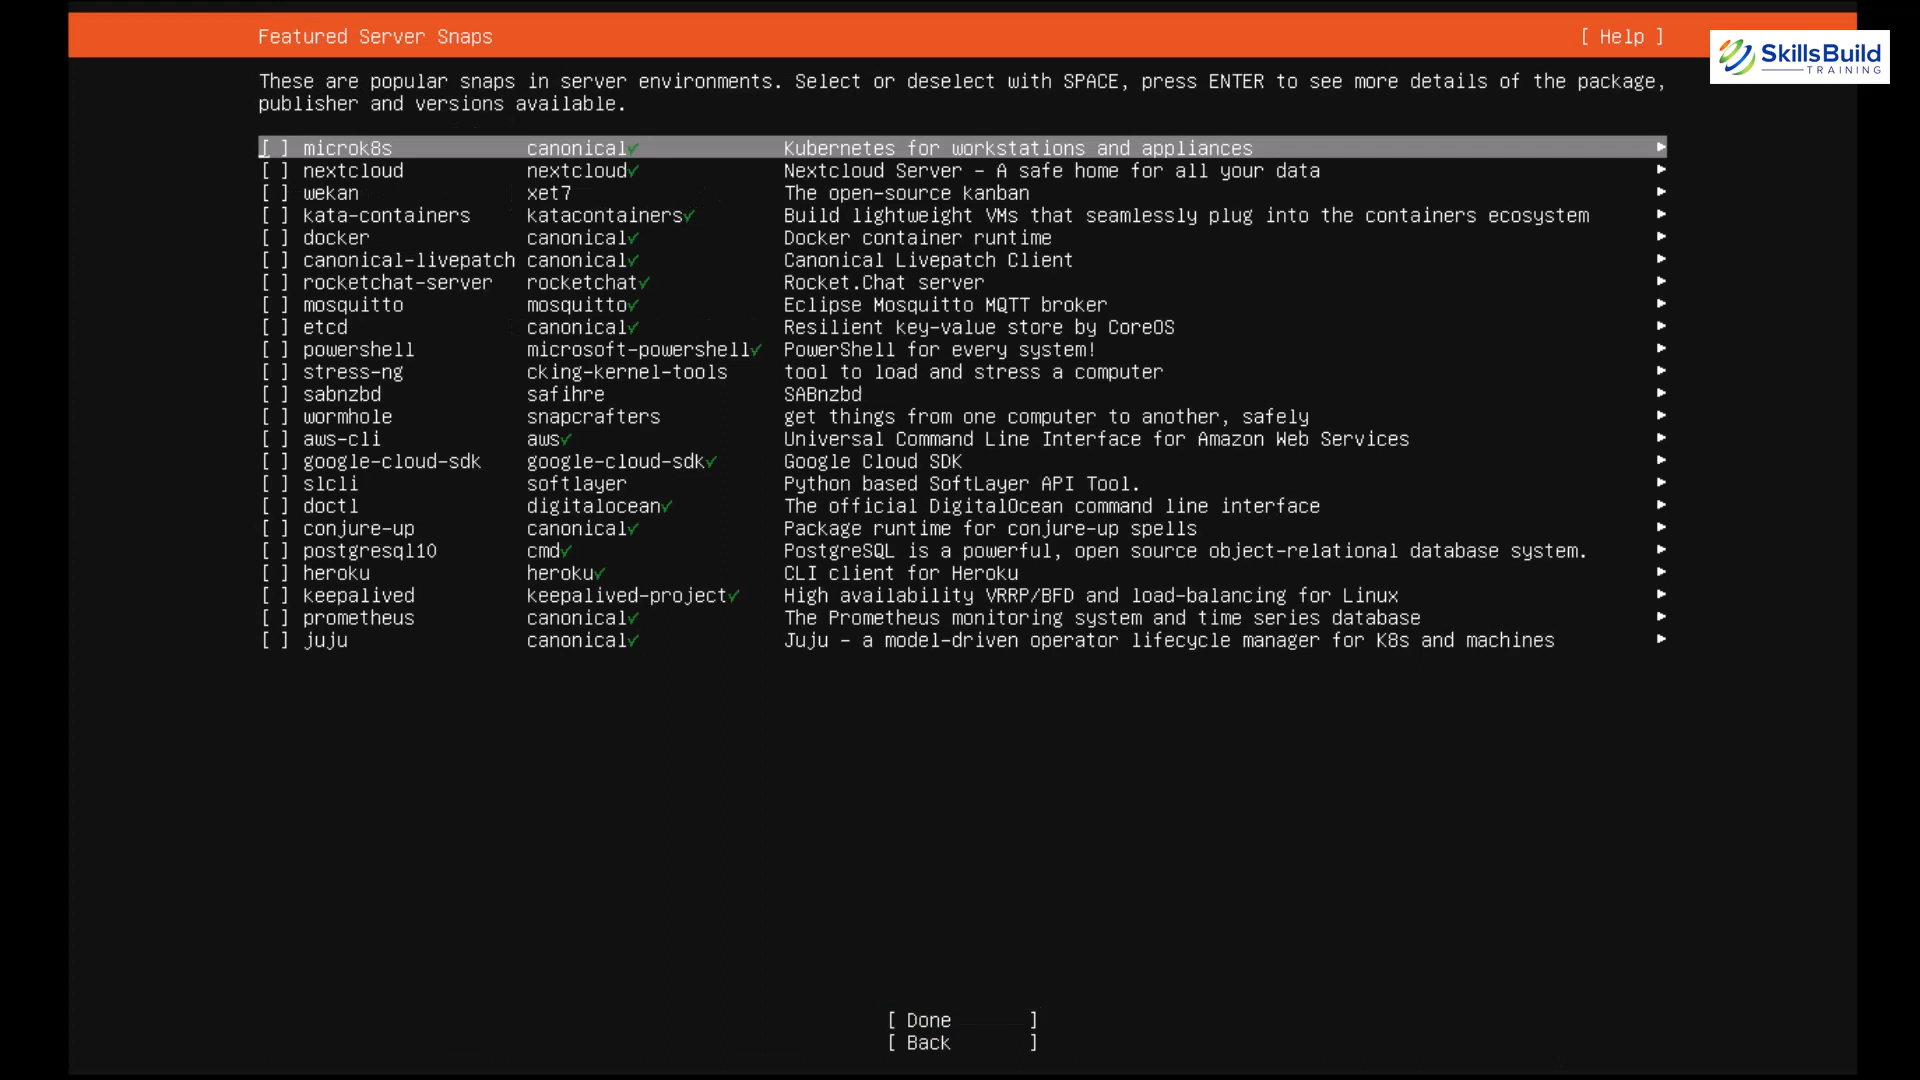 Featured Server Snaps [ Help ]
SkillsBuild
TRAINING
These are popular snaps in server environments. Select or deselect with SPACE, press ENTER to see more details of the package,
publisher and versions available.
[ ] microk8s canonical✓ Kubernetes for workstations and appliances ▶
[ ] nextcloud nextcloud✓ Nextcloud Server - A safe home for all your data ▶
[ ] wekan xet7 The open-source kanban ▶
[ ] kata-containers katacontainers✓ Build lightweight VMs that seamlessly plug into the containers ecosystem ▶
[ ] docker canonical✓ Docker container runtime ▶
[ ] canonical-livepatch canonical✓ Canonical Livepatch Client ▶
[ ] rocketchat-server rocketchat✓ Rocket.Chat server ▶
[ ] mosquitto mosquitto✓ Eclipse Mosquitto MQTT broker ▶
[ ] etcd canonical✓ Resilient key-value store by CoreOS ▶
[ ] powershell microsoft-powershell✓ PowerShell for every system! ▶
[ ] stress-ng cking-kernel-tools tool to load and stress a computer ▶
[ ] sabnzbd safihre SABnzbd ▶
[ ] wormhole snapcrafters get things from one computer to another, safely ▶
[ ] aws-cli aws✓ Universal Command Line Interface for Amazon Web Services ▶
[ ] google-cloud-sdk google-cloud-sdk✓ Google Cloud SDK ▶
[ ] slcli softlayer Python based SoftLayer API Tool. ▶
[ ] doctl digitalocean✓ The official DigitalOcean command line interface ▶
[ ] conjure-up canonical✓ Package runtime for conjure-up spells ▶
[ ] postgresql10 cmd✓ PostgreSQL is a powerful, open source object-relational database system. ▶
[ ] heroku heroku✓ CLI client for Heroku ▶
[ ] keepalived keepalived-project✓ High availability VRRP/BFD and load-balancing for Linux ▶
[ ] prometheus canonical✓ The Prometheus monitoring system and time series database ▶
[ ] juju canonical✓ Juju - a model-driven operator lifecycle manager for K8s and machines ▶
[ Done ]
[ Back ]